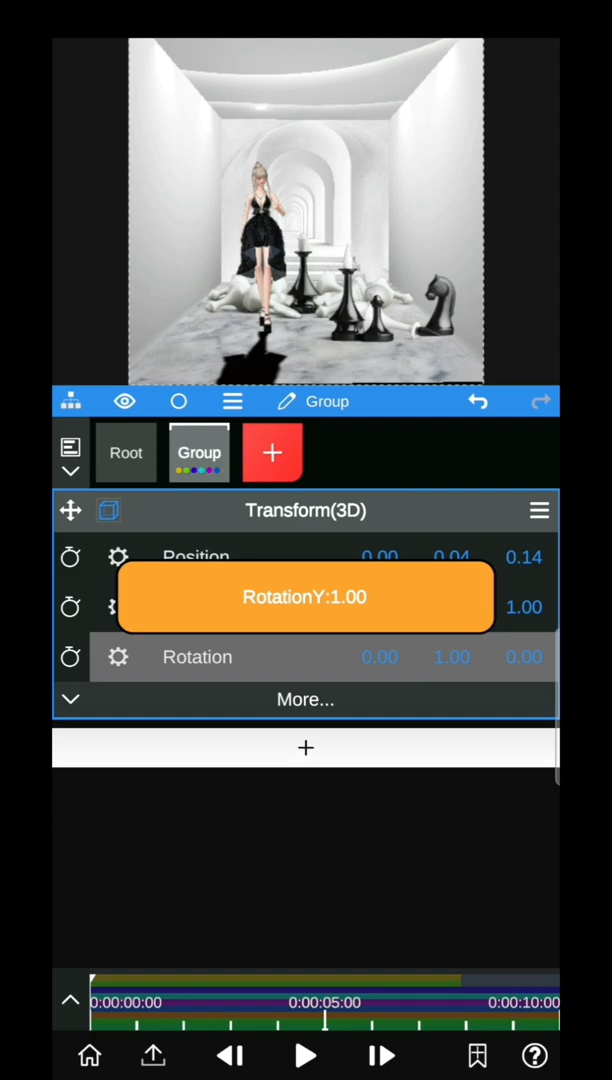 Group
Root
Group
+
Transform(3D)
Position 0.00 0.04 0.14
RotationY:1.00
1.00
Rotation 0.00 1.00 0.00
More...
+
0:00:00:00 0:00:05:00 0:00:10:00
?